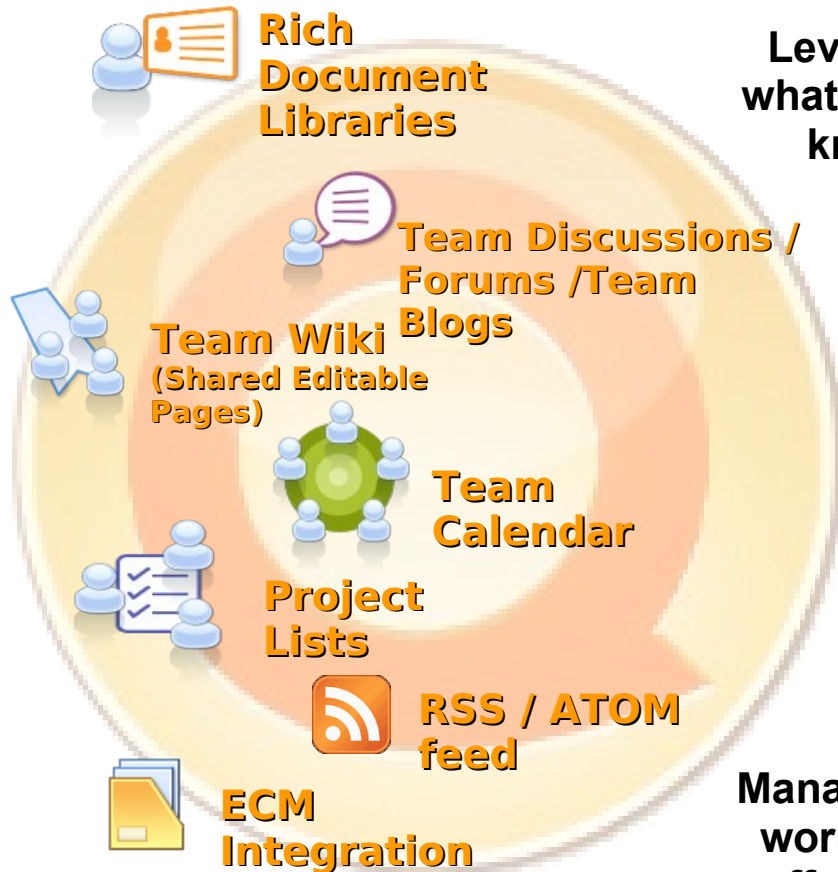 Rich
Document
Libraries
what
Team Discussions /
Forums /Team
Blogs
Team Wiki
(Shared Editable
Pages)
Team
Calendar
Project
Lists
RSS / ATOM
feed
ECM
Integration